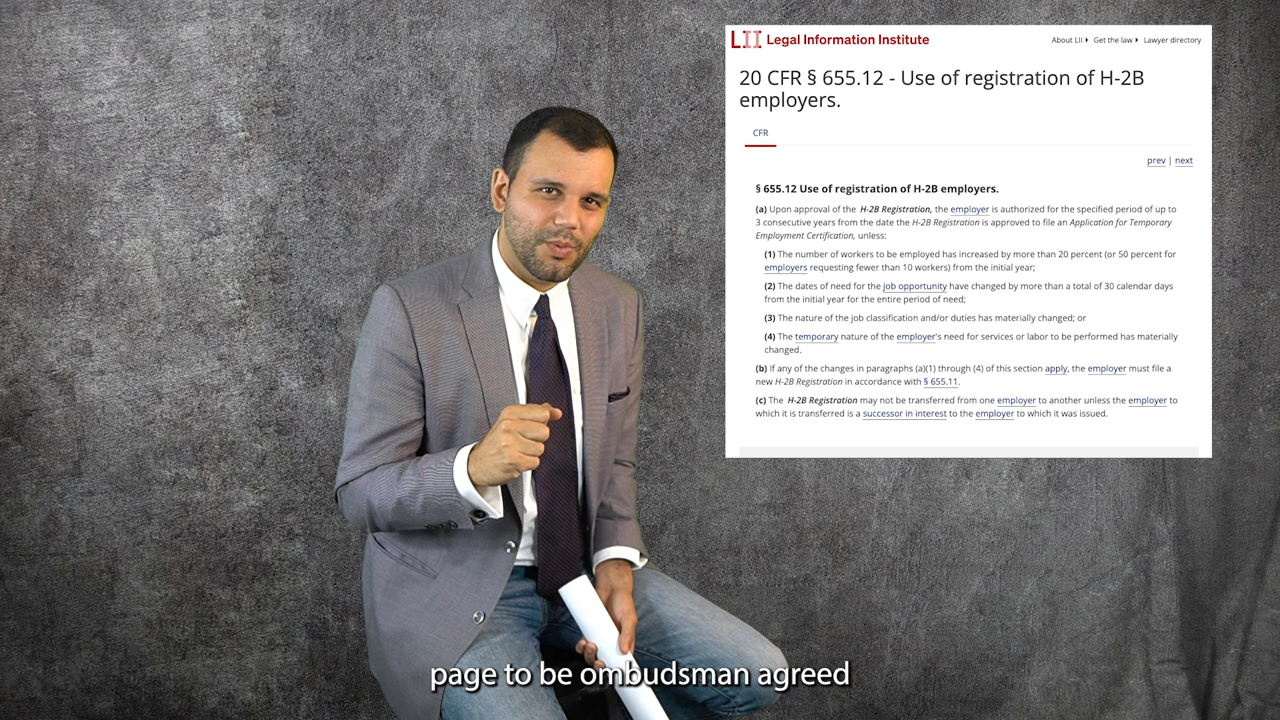 LII Legal Information Institute
About LII Get the law Lawyer directory
20 CFR § 655.12 - Use of registration of H-2B
employers.
CFR
prev | next
§ 655.12 Use of registration of H-2B employers.
(a) Upon approval of the H-2B Registration, the employer is authorized for the specified period of up to
3 consecutive years from the date the H-2B Registration is approved to file an Application for Temporary
Employment Certification, unless:
(1) The number of workers to be employed has increased by more than 20 percent (or 50 percent for
employers requesting fewer than 10 workers) from the initial year;
(2) The dates of need for the job opportunity have changed by more than a total of 30 calendar days
from the initial year for the entire period of need;
(3) The nature of the job classification and/or duties has materially changed; or
(4) The temporary nature of the employer's need for services or labor to be performed has materially
changed.
(b) If any of the changes in paragraphs (a)(1) through (4) of this section apply, the employer must file a
new H-2B Registration in accordance with § 655.11.
(c) The H-2B Registration may not be transferred from one employer to another unless the employer to
which it is transferred is a successor in interest to the employer to which it was issued.
page to be ombudsman agreed